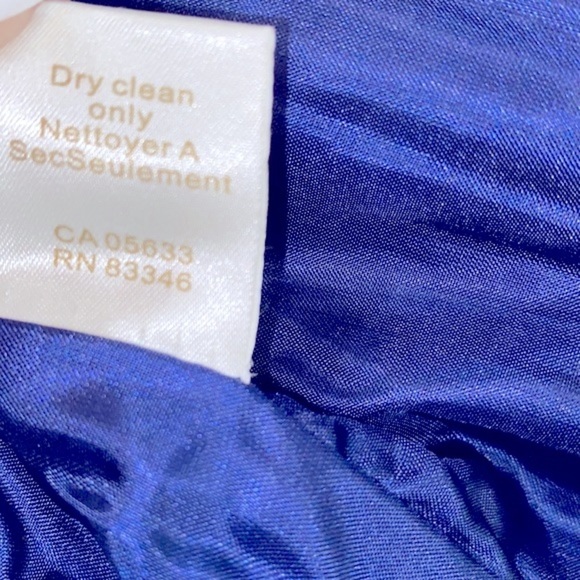 Dry clean
only
Nettoyer A
SecSeulement
CA 05633
RN 83346